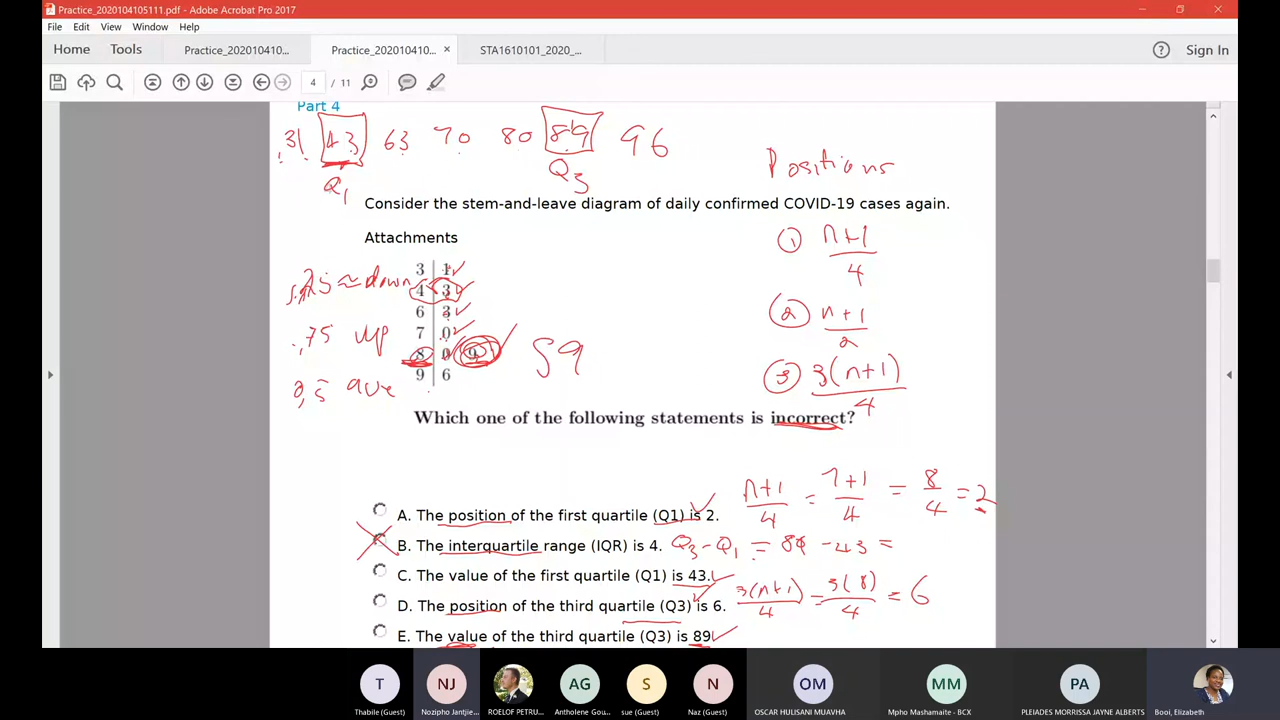 Practice_2020104105111.pdf - Adobe Acrobat Pro 2017
File Edit View Window Help
Home Tools Practice_202010410... Practice_202010410... × STA1610101_2020_... Sign In
4 / 11
Part 4
31 43 63 70 80 89 96
Q1 Q3
Positions
Consider the stem-and-leave diagram of daily confirmed COVID-19 cases again.
Attachments
① n+1/4
② n+1/2
③ 3(n+1)/4
3 | 1
4 | 3
6 | 3
7 | 0
8 | 0 9
9 | 6
≈ down
.,75 up
0,5 ave
89
Which one of the following statements is incorrect?
A. The position of the first quartile (Q1) is 2.
n+1/4 = 7+1/4 = 8/4 = 2
B. The interquartile range (IQR) is 4. Q3 - Q1 = 89 - 43 =
C. The value of the first quartile (Q1) is 43.
D. The position of the third quartile (Q3) is 6.
3(n+1)/4 = 3(8)/4 = 6
E. The value of the third quartile (Q3) is 89
T NJ AG S N OM MM PA
Thabile (Guest) Nozipho Jantjie... ROELOF PETRU... Antholene Gou... sue (Guest) Naz (Guest) OSCAR HULISANI MUAVHA Mpho Mashamaite - BCX PLEIADES MORRISSA JAYNE ALBERTS Booi, Elizabeth